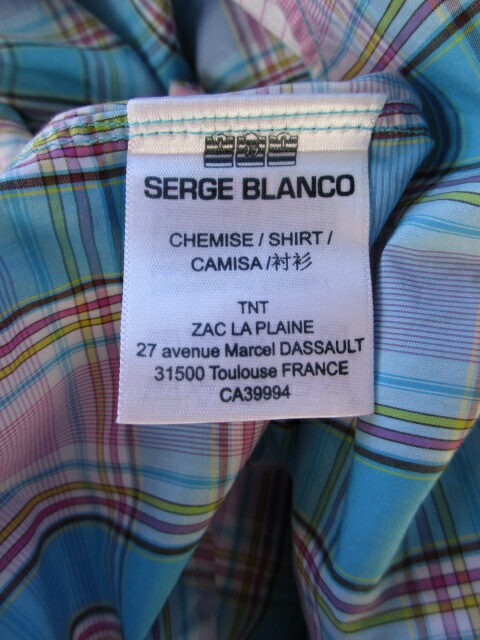 SERGE BLANCO
CHEMISE / SHIRT /
CAMISA /衬衫
TNT
ZAC LA PLAINE
27 avenue Marcel DASSAULT
31500 Toulouse FRANCE
CA39994